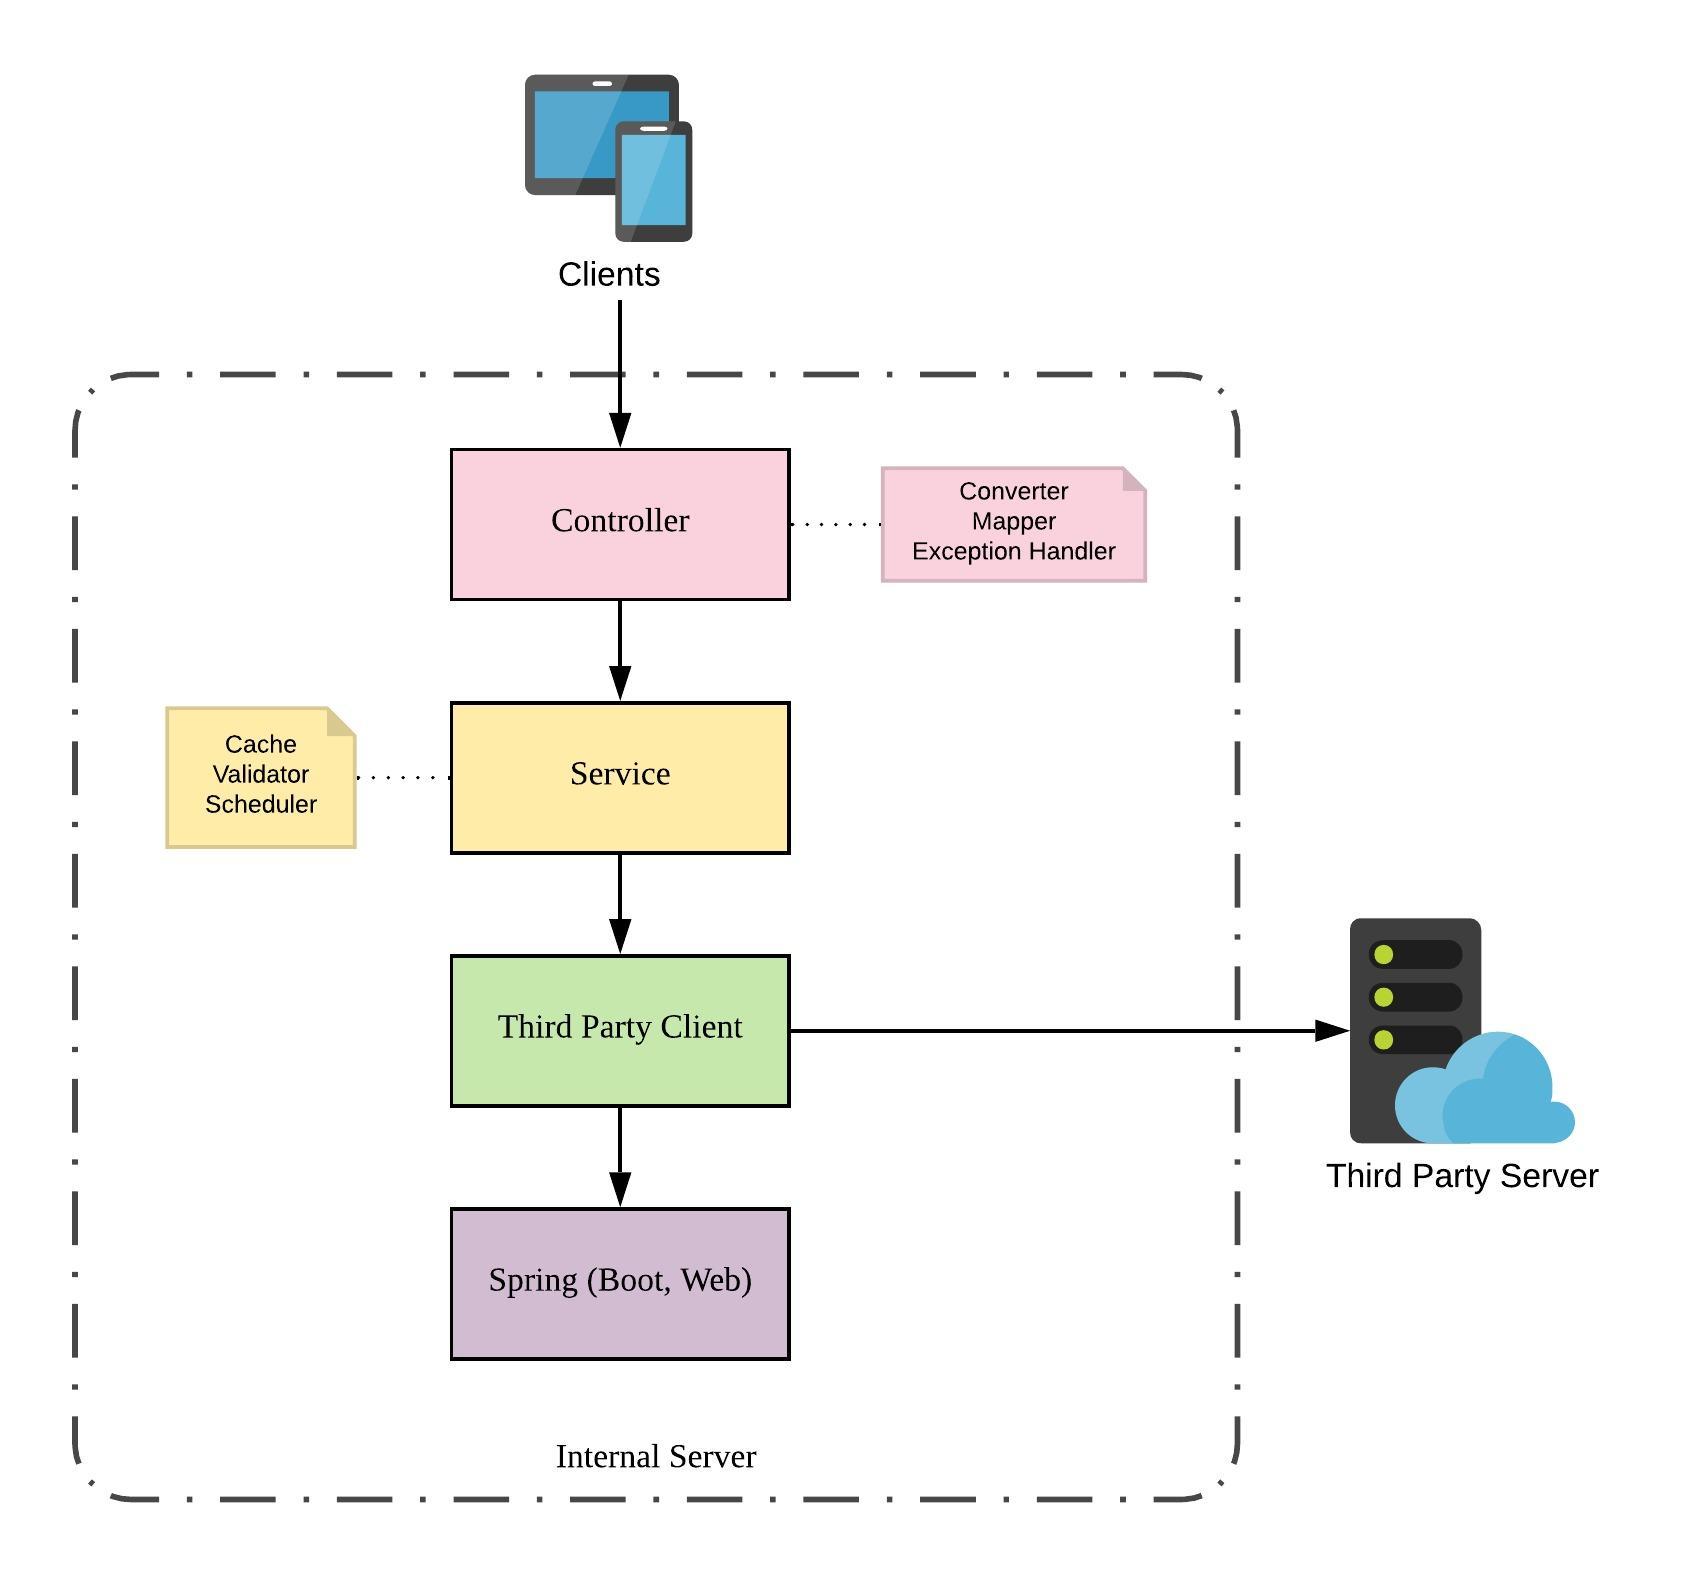 Clients
Controller
Converter
Mapper
Exception Handler
Cache
Validator
Scheduler
Service
Third Party Client
Third Party Server
Spring (Boot, Web)
Internal Server